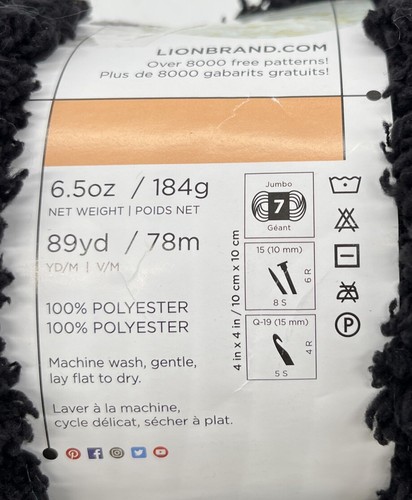 LIONBRAND.COM
Over 8000 free patterns!
Plus de 8000 gabarits gratuits!
6.5oz / 184g
NET WEIGHT | POIDS NET
89yd / 78m
YD/M | V/M
100% POLYESTER
100% POLYESTER
Machine wash, gentle,
lay flat to dry.
Laver à la machine,
cycle délicat, sécher à plat.
4 in x 4 in / 10 cm x 10 cm
Jumbo
7
Géant
15 (10 mm)
6 R
8 S
Q-19 (15 mm)
4 R
5 S
P